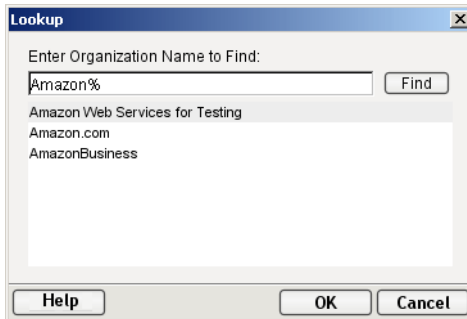 Lookup
Enter Organization Name to Find:
Amazon%
Find
Amazon Web Services for Testing
Amazon.com
AmazonBusiness
Help
OK
Cancel